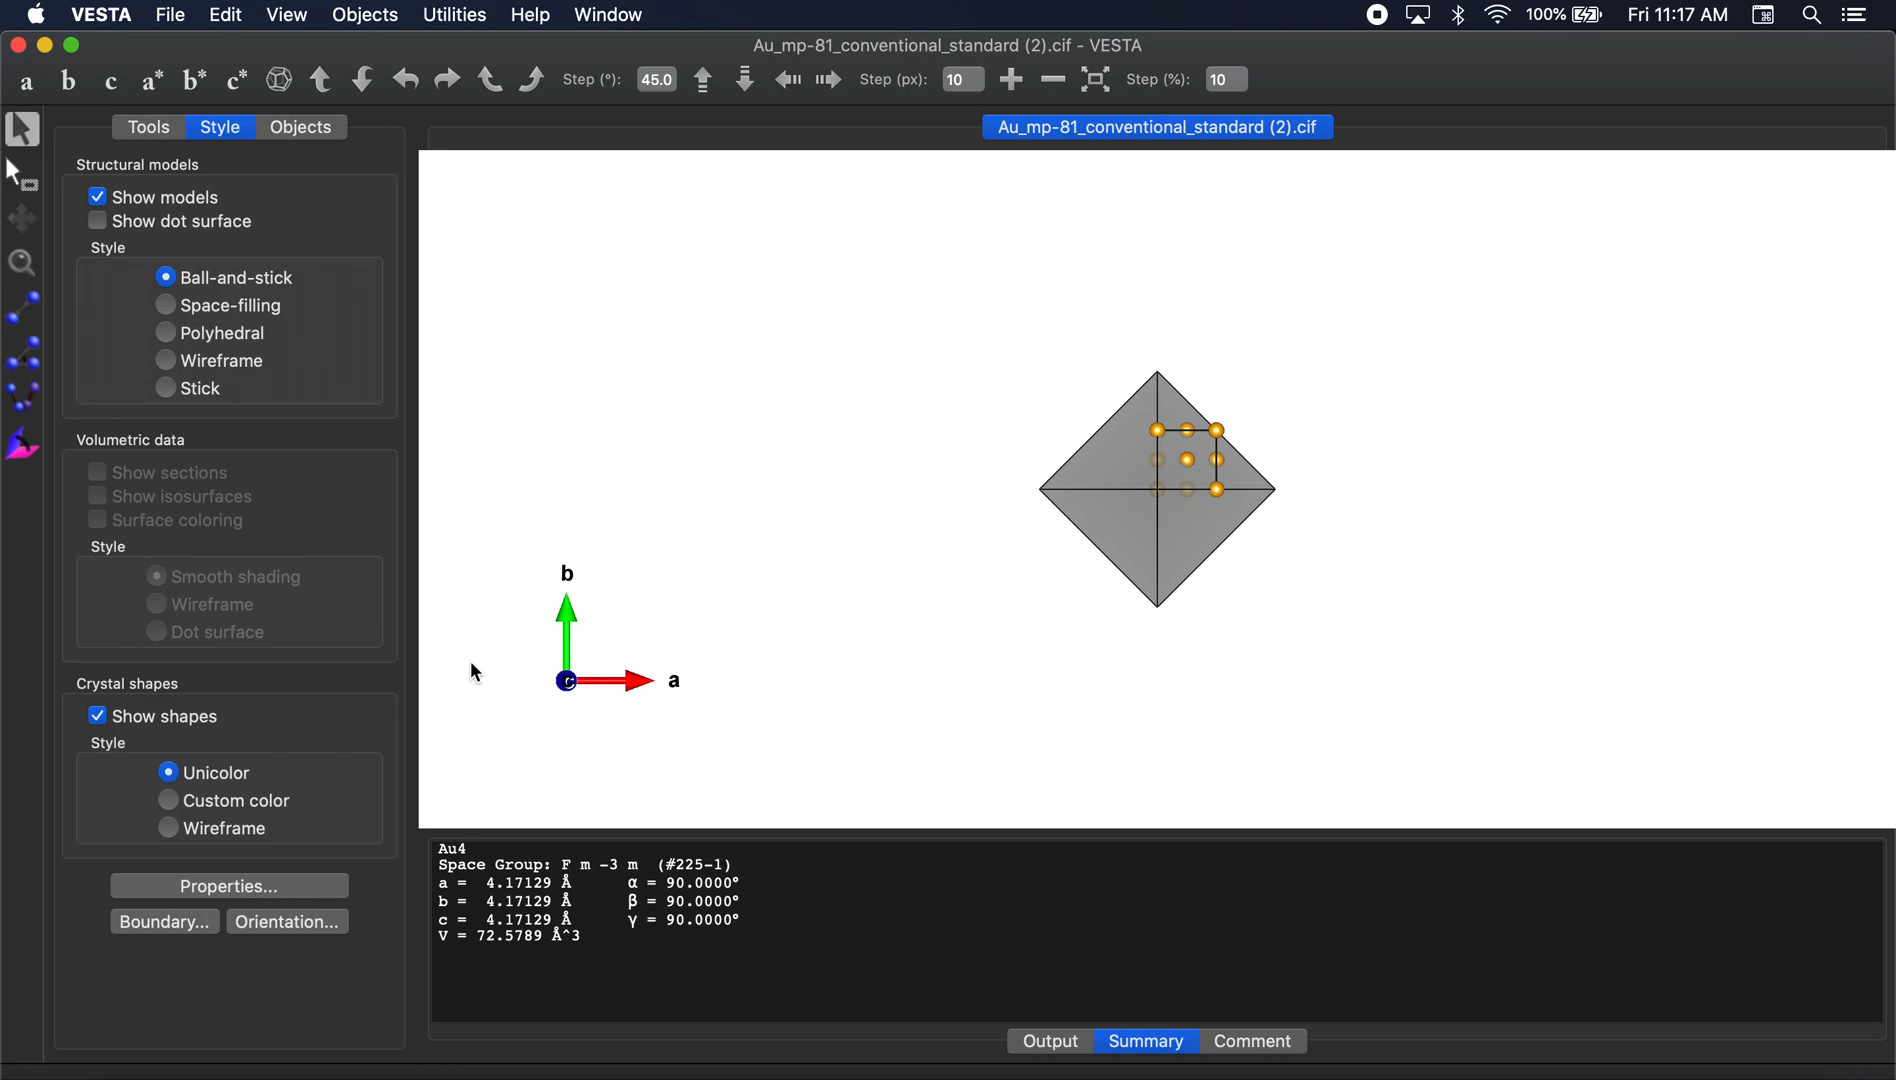 VESTA File Edit View Objects Utilities Help Window 100% Fri 11:17 AM
Au_mp-81_conventional_standard (2).cif - VESTA
a b c a* b* c* Step (°): 45.0 Step (px): 10 Step (%): 10
Tools Style Objects
Au_mp-81_conventional_standard (2).cif
Structural models
Show models
Show dot surface
Style
Ball-and-stick
Space-filling
Polyhedral
Wireframe
Stick
Volumetric data
Show sections
Show isosurfaces
Surface coloring
Style
Smooth shading
Wireframe
Dot surface
Crystal shapes
Show shapes
Style
Unicolor
Custom color
Wireframe
Properties...
Boundary... Orientation...
b
c a
Au4
Space Group: F m -3 m (#225-1)
a = 4.17129 Å α = 90.0000°
b = 4.17129 Å β = 90.0000°
c = 4.17129 Å γ = 90.0000°
V = 72.5789 Å^3
Output Summary Comment